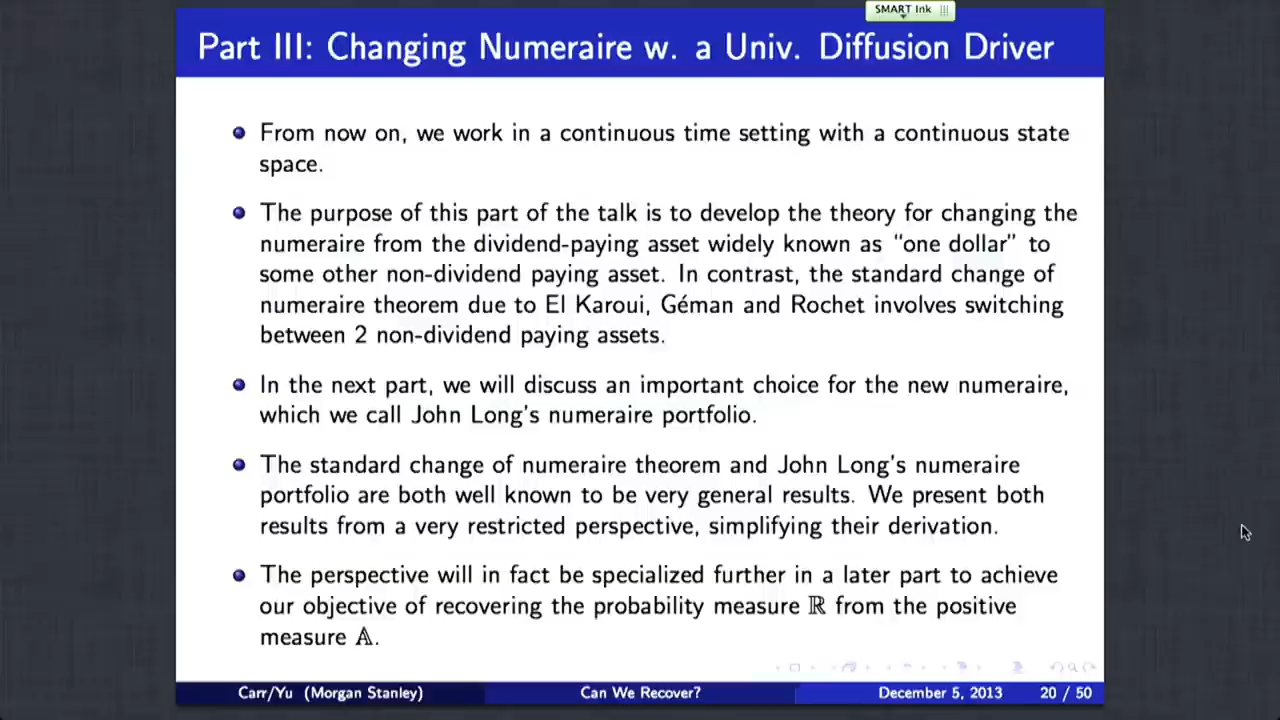 SMART Ink
Part III: Changing Numeraire w. a Univ. Diffusion Driver
From now on, we work in a continuous time setting with a continuous state
space.
The purpose of this part of the talk is to develop the theory for changing the
numeraire from the dividend-paying asset widely known as "one dollar" to
some other non-dividend paying asset. In contrast, the standard change of
numeraire theorem due to El Karoui, Géman and Rochet involves switching
between 2 non-dividend paying assets.
In the next part, we will discuss an important choice for the new numeraire,
which we call John Long's numeraire portfolio.
The standard change of numeraire theorem and John Long's numeraire
portfolio are both well known to be very general results. We present both
results from a very restricted perspective, simplifying their derivation.
The perspective will in fact be specialized further in a later part to achieve
our objective of recovering the probability measure ℝ from the positive
measure 𝔸.
Carr/Yu (Morgan Stanley) Can We Recover? December 5, 2013 20 / 50